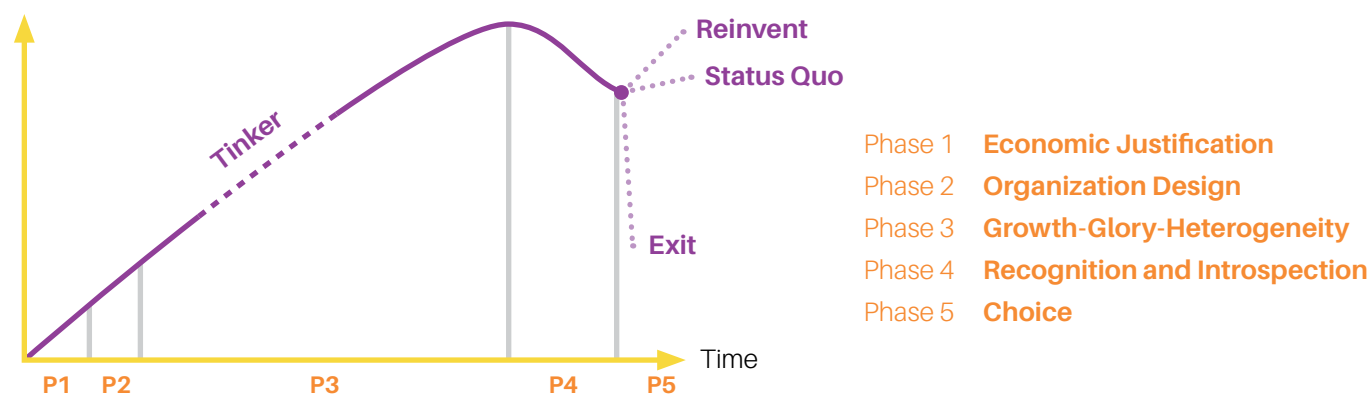 Reinvent
Status Quo
Tinker
Exit
Time
P1 P2 P3 P4 P5
Phase 1 Economic Justification
Phase 2 Organization Design
Phase 3 Growth-Glory-Heterogeneity
Phase 4 Recognition and Introspection
Phase 5 Choice